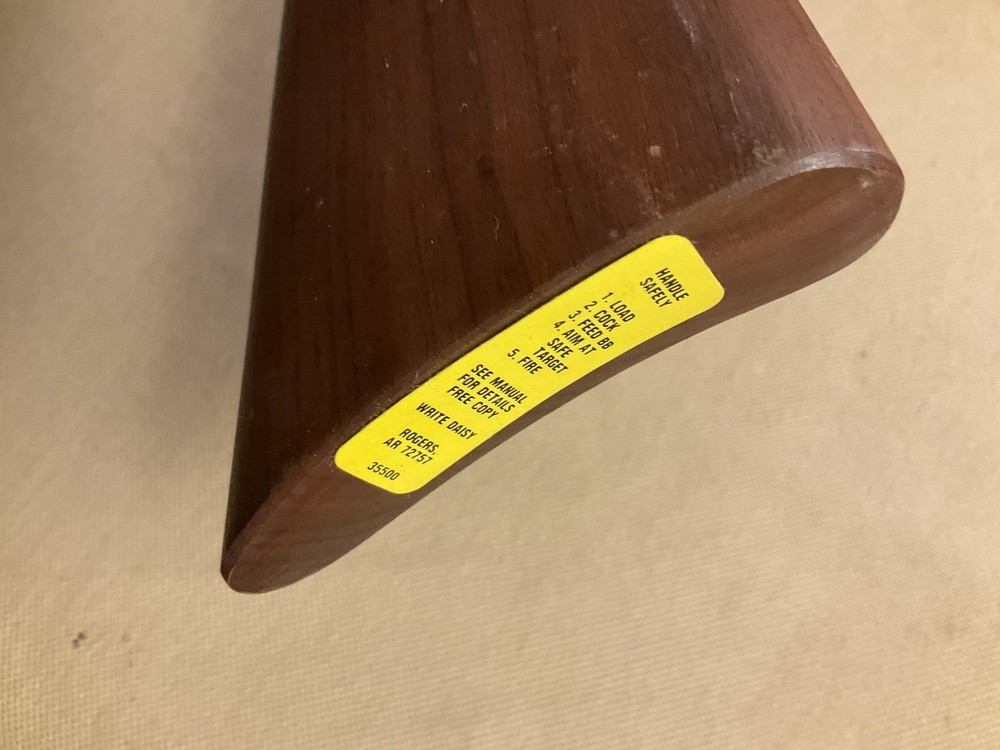 HANDLE
SAFELY
1. LOAD
2. COCK
3. FEED BB
4. AIM AT
SAFE
TARGET
5. FIRE
SEE MANUAL
FOR DETAILS
FREE COPY
WRITE DAISY
ROGERS,
AR 72757
35500